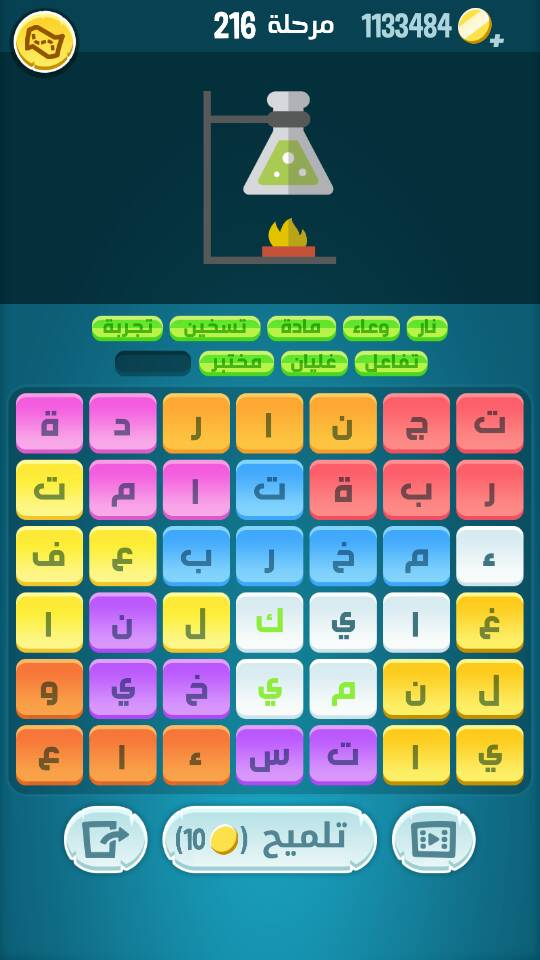 مرحلة 216 1133484
نار وعاء مادة تسخين تجربة
تفاعل غليان مختبر
ت ج ن ا ر د ة
ر ب ة ت ا م ت
ء م خ ر ب ع ف
غ ا ي ك ل ن ا
ل ن م ي خ ي و
ي ا ت س ء ا ع
تلميح (10)